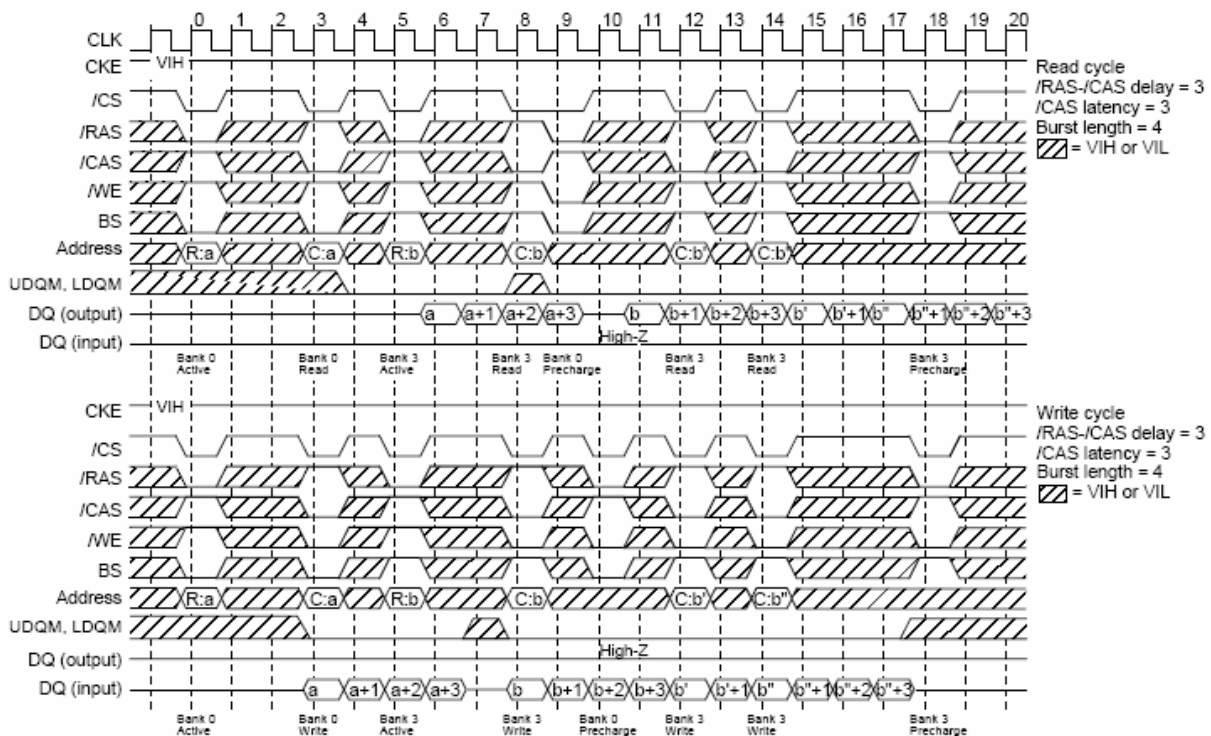 0 1 2 3 4 5 6 7 8 9 10 11 12 13 14 15 16 17 18 19 20
CLK
CKE VIH
/CS
/RAS
/CAS
/WE
BS
Address R:a C:a R:b C:b C:b' C:b"
UDQM, LDQM
DQ (output) a a+1 a+2 a+3 b b+1 b+2 b+3 b' b'+1 b" b"+1 b"+2 b"+3
DQ (input) High-Z
Bank 0 Active
Bank 0 Read
Bank 3 Active
Bank 3 Read
Bank 0 Precharge
Bank 3 Read
Bank 3 Read
Bank 3 Precharge
Read cycle
/RAS-/CAS delay = 3
/CAS latency = 3
Burst length = 4
= VIH or VIL
CKE VIH
/CS
/RAS
/CAS
/WE
BS
Address R:a C:a R:b C:b C:b' C:b"
UDQM, LDQM
DQ (output) High-Z
DQ (input) a a+1 a+2 a+3 b b+1 b+2 b+3 b' b'+1 b" b"+1 b"+2 b"+3
Bank 0 Active
Bank 0 Write
Bank 3 Active
Bank 3 Write
Bank 0 Precharge
Bank 3 Write
Bank 3 Write
Bank 3 Precharge
Write cycle
/RAS-/CAS delay = 3
/CAS latency = 3
Burst length = 4
= VIH or VIL